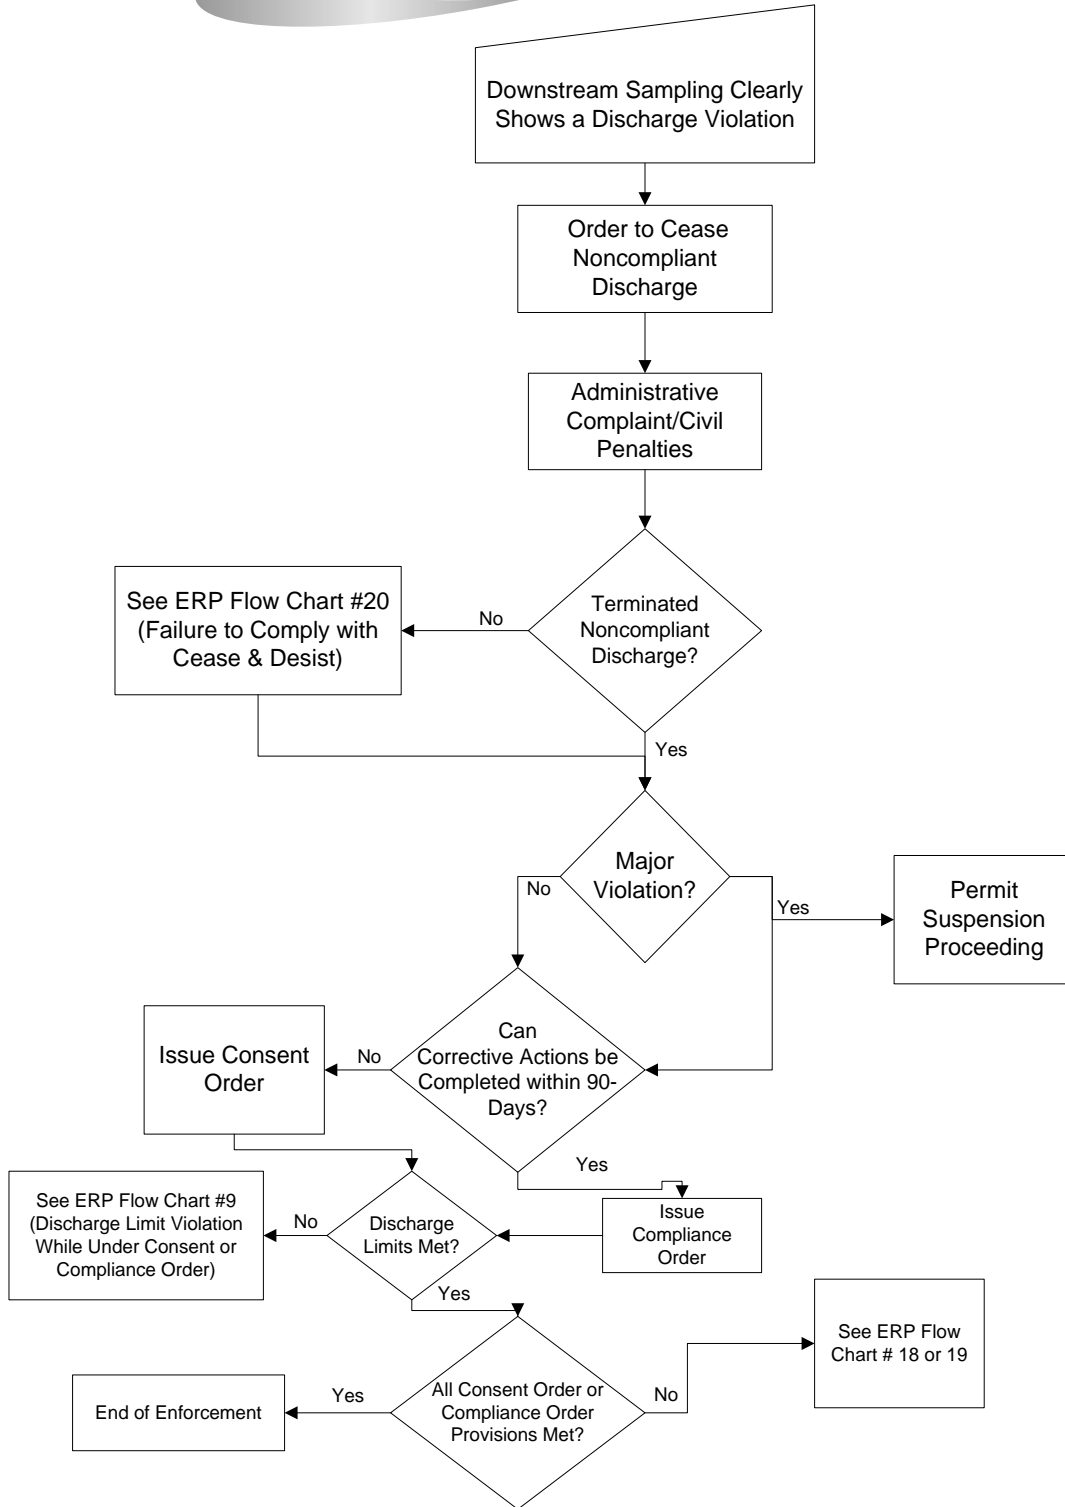 Downstream Sampling Clearly
Shows a Discharge Violation
Order to Cease
Noncompliant
Discharge
Administrative
Complaint/Civil
Penalties
Terminated
Noncompliant
Discharge?
No
See ERP Flow Chart #20
(Failure to Comply with
Cease & Desist)
Yes
Major
Violation?
No
Yes
Permit
Suspension
Proceeding
Can
Corrective Actions be
Completed within 90-
Days?
No
Issue Consent
Order
Yes
Issue
Compliance
Order
Discharge
Limits Met?
No
See ERP Flow Chart #9
(Discharge Limit Violation
While Under Consent or
Compliance Order)
Yes
All Consent Order or
Compliance Order
Provisions Met?
No
See ERP Flow
Chart # 18 or 19
Yes
End of Enforcement